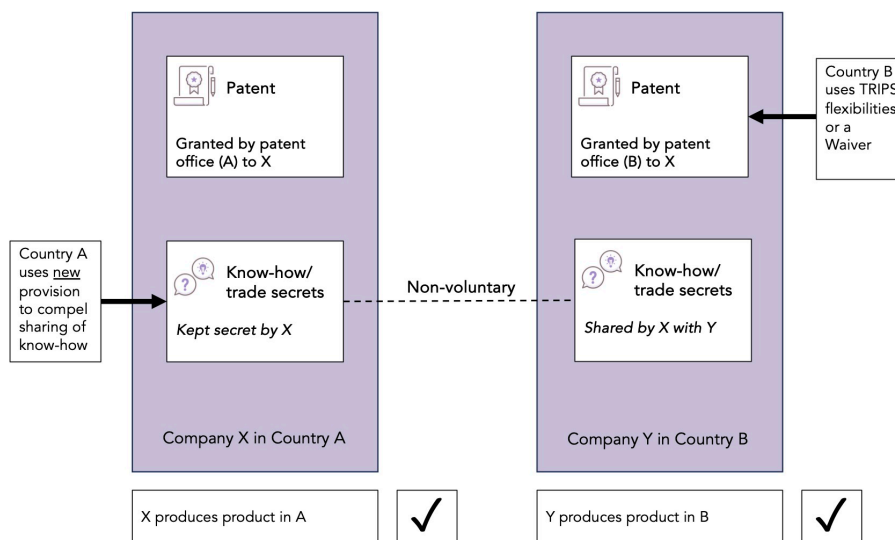 Patent
Granted by patent
office (A) to X
Patent
Granted by patent
office (B) to X
Country B
uses TRIPS
flexibilities
or a
Waiver
Country A
uses new
provision
to compel
sharing of
know-how
Know-how/
trade secrets
Kept secret by X
Non-voluntary
Know-how/
trade secrets
Shared by X with Y
Company X in Country A
Company Y in Country B
X produces product in A
Y produces product in B